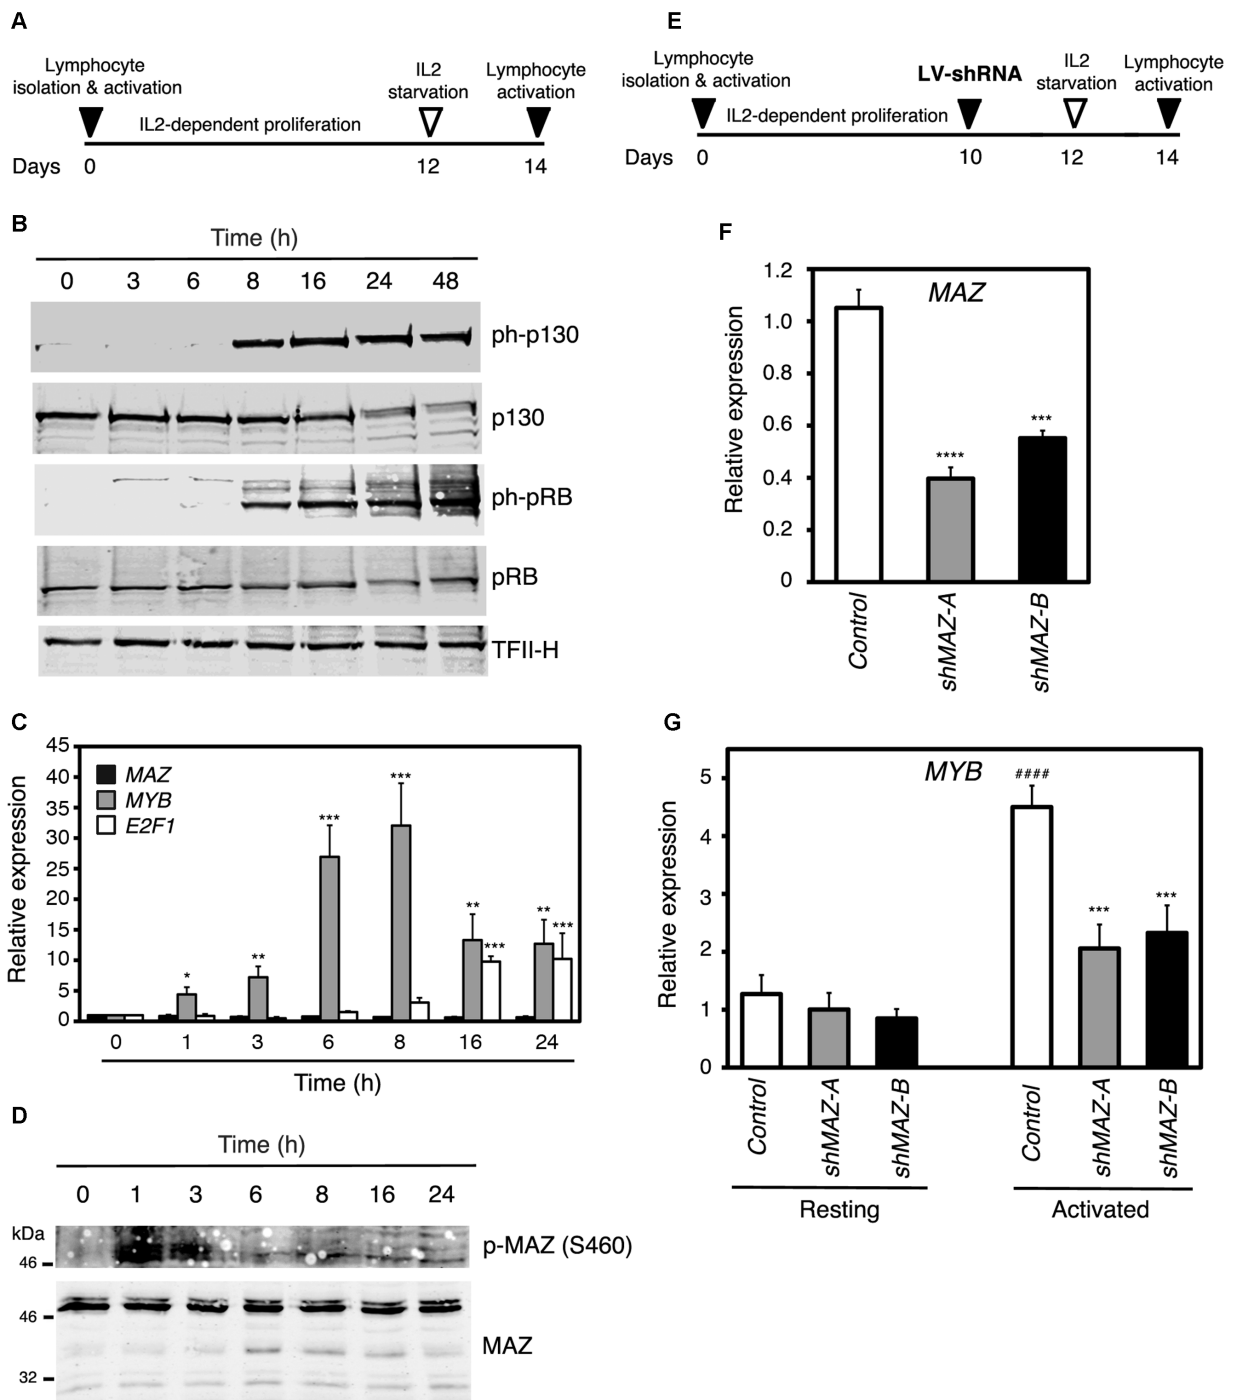 A
Lymphocyte
isolation & activation
IL2
starvation
Lymphocyte
activation
IL2-dependent proliferation
Days 0 12 14
B
Time (h)
0 3 6 8 16 24 48
ph-p130
p130
ph-pRB
pRB
TFII-H
C
45
40
35
30
25
20
15
10
5
0
Relative expression
MAZ
MYB
E2F1
*
**
***
***
**
***
**
***
0 1 3 6 8 16 24
Time (h)
D
Time (h)
0 1 3 6 8 16 24
kDa
46
p-MAZ (S460)
46
MAZ
32
E
Lymphocyte
isolation & activation
LV-shRNA
IL2
starvation
Lymphocyte
activation
IL2-dependent proliferation
Days 0 10 12 14
F
MAZ
1.2
1.0
0.8
0.6
0.4
0.2
0
Relative expression
****
***
Control
shMAZ-A
shMAZ-B
G
MYB
5
4
3
2
1
0
Relative expression
####
***
***
Control
shMAZ-A
shMAZ-B
Control
shMAZ-A
shMAZ-B
Resting
Activated